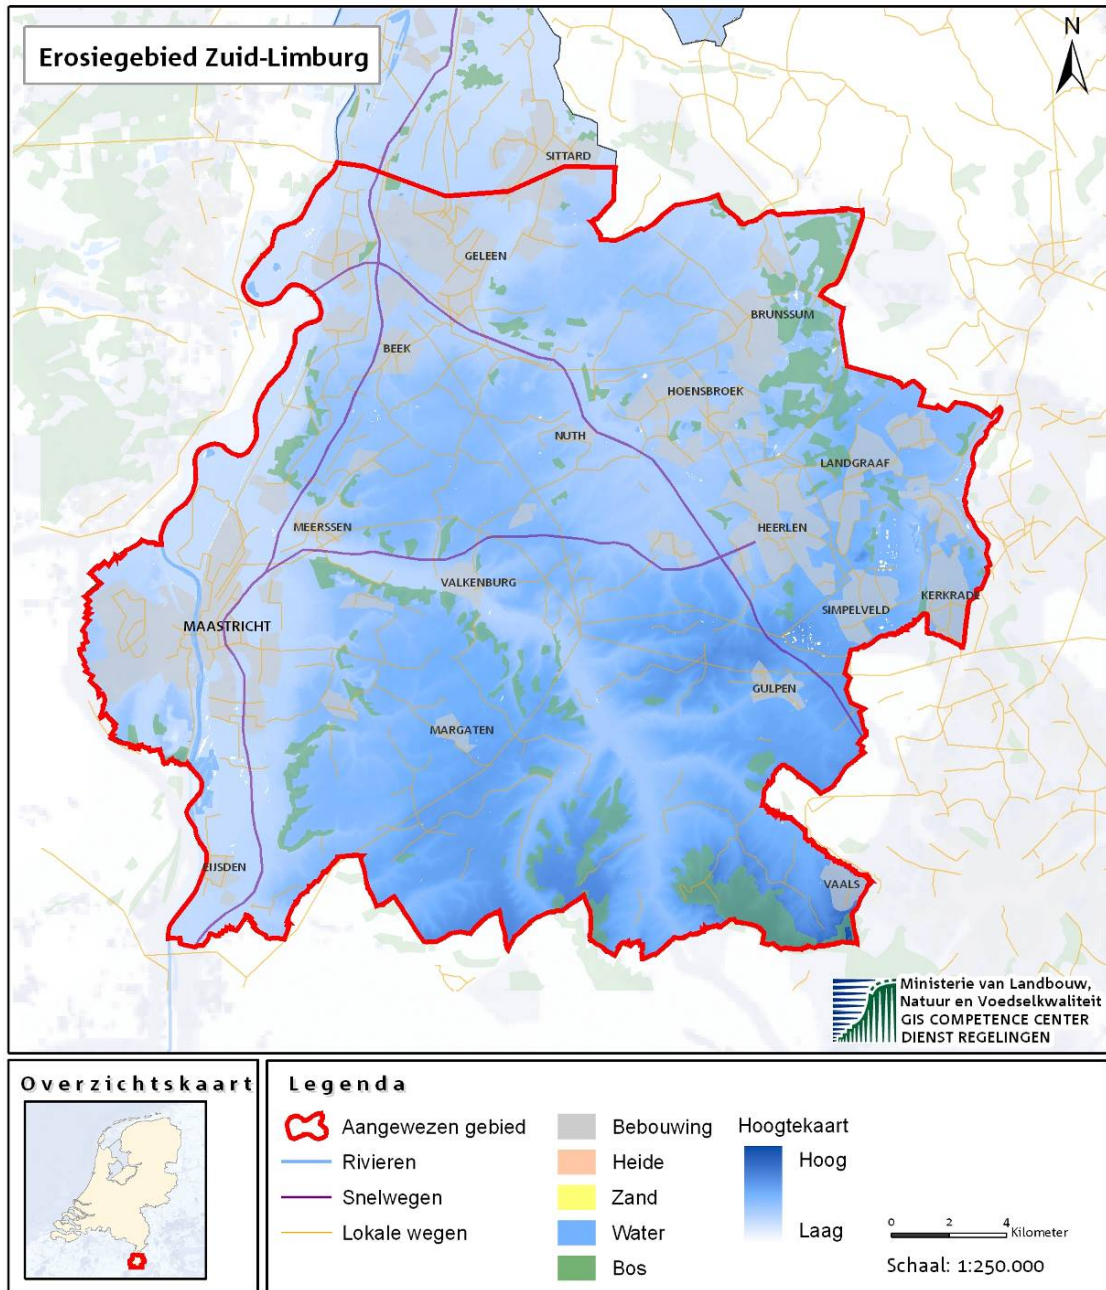 Erosiegebied Zuid-Limburg
N
SITTARD
GELEEN
BRUNSSUM
BEEK
HOENSBROEK
NUTH
LANDGRAAF
MEERSSEN
HEERLEN
VALKENBURG
SIMPELVELD
KERKRADE
MAASTRICHT
GULPEN
MARGATEN
EIJSDEN
VAALS
Ministerie van Landbouw,
Natuur en Voedselkwaliteit
GIS COMPETENCE CENTER
DIENST REGELINGEN
Overzichtskaart
Legenda
Aangewezen gebied
Rivieren
Snelwegen
Lokale wegen
Bebouwing
Heide
Zand
Water
Bos
Hoogtekaart
Hoog
Laag
0 2 4
Kilometer
Schaal: 1:250.000